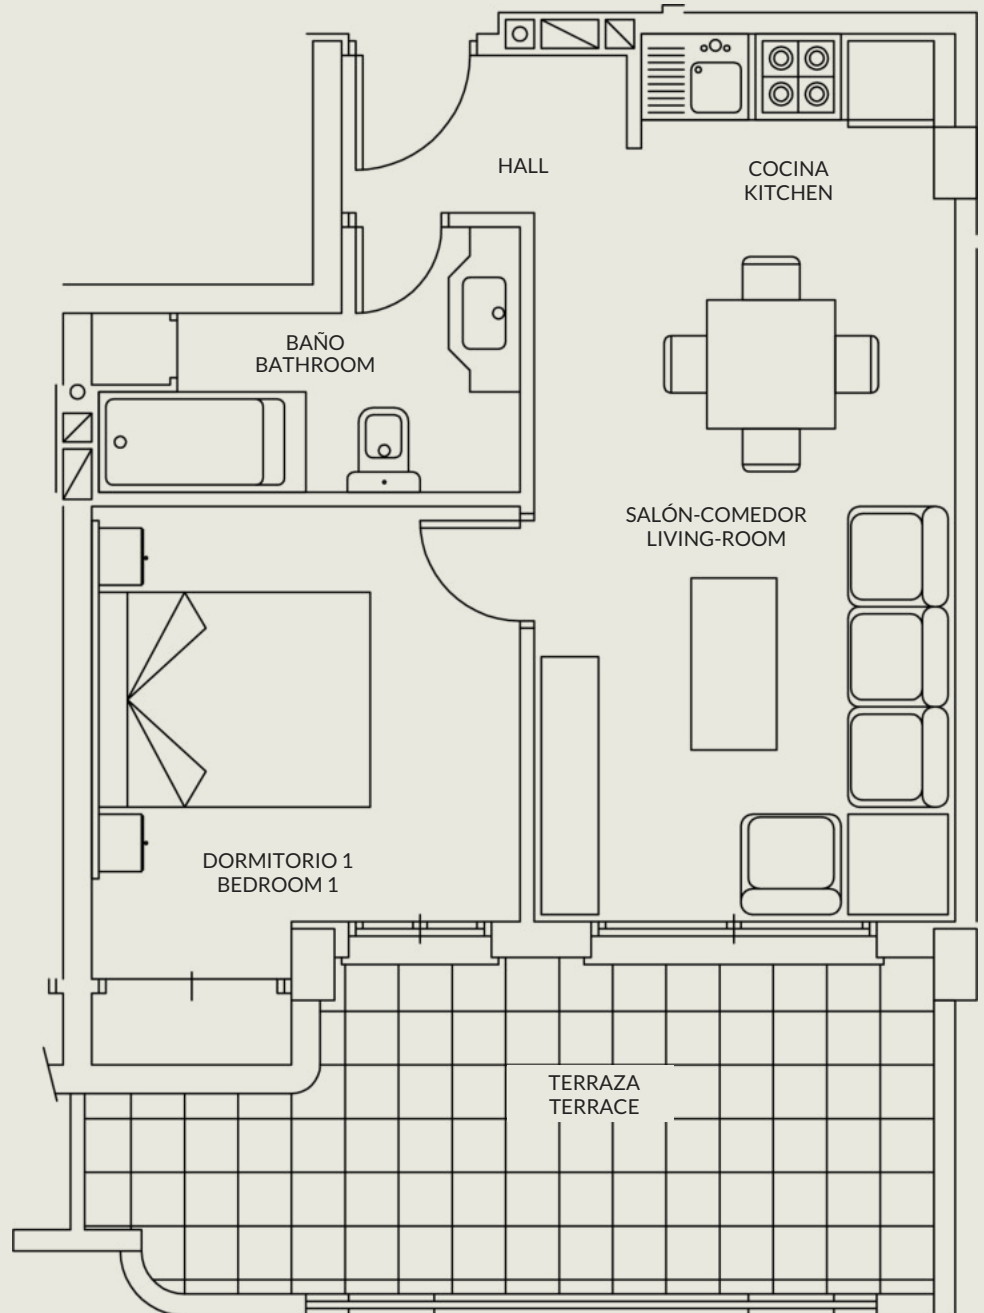 HALL
COCINA
KITCHEN
BAÑO
BATHROOM
SALÓN-COMEDOR
LIVING-ROOM
DORMITORIO 1
BEDROOM 1
TERRAZA
TERRACE